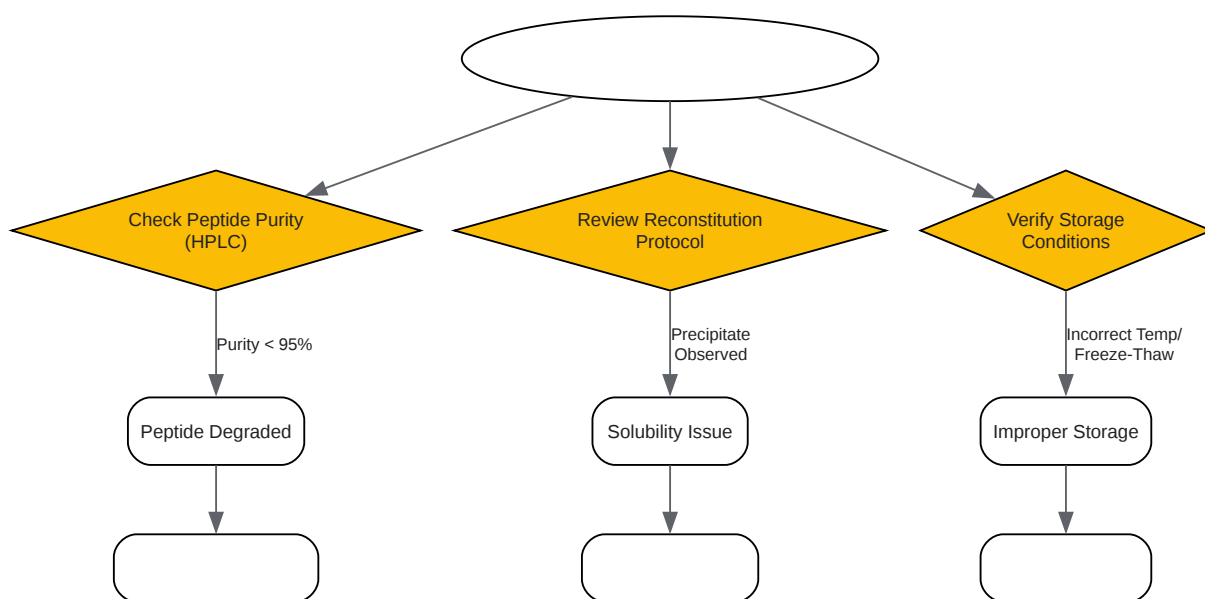 Check Peptide Purity
(HPLC)
Review Reconstitution
Protocol
Verify Storage
Conditions
Purity < 95%
Precipitate
Observed
Incorrect Temp/
Freeze-Thaw
Peptide Degraded
Solubility Issue
Improper Storage